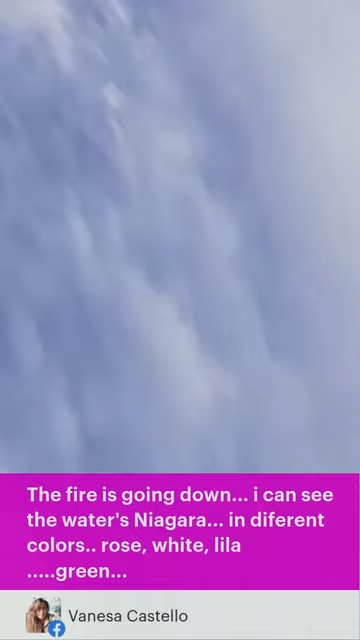 The fire is going down... i can see
the water's Niagara... in diferent
colors.. rose, white, lila
.....green...
Vanesa Castello